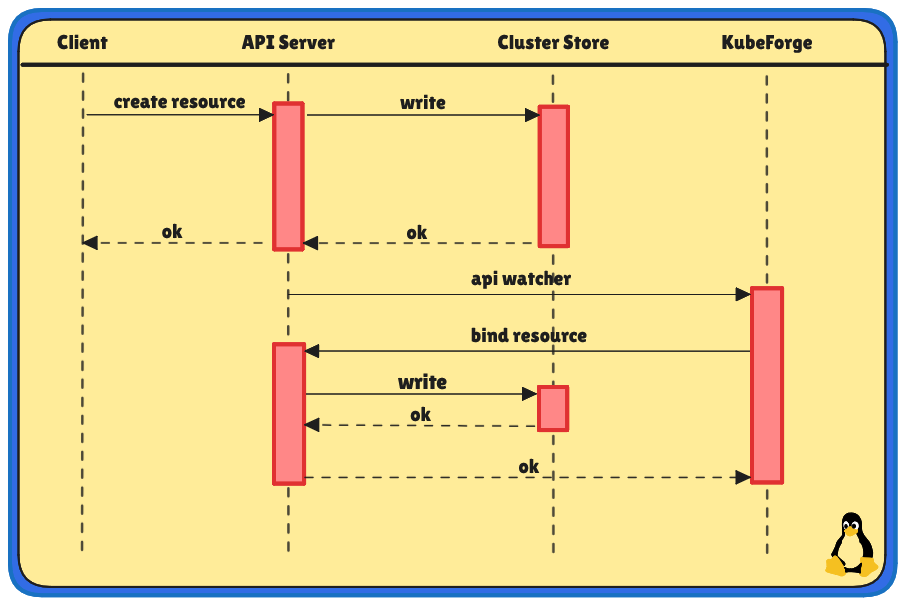 Client API Server Cluster Store KubeForge
create resource write
ok ok
api watcher
bind resource
write
ok
ok